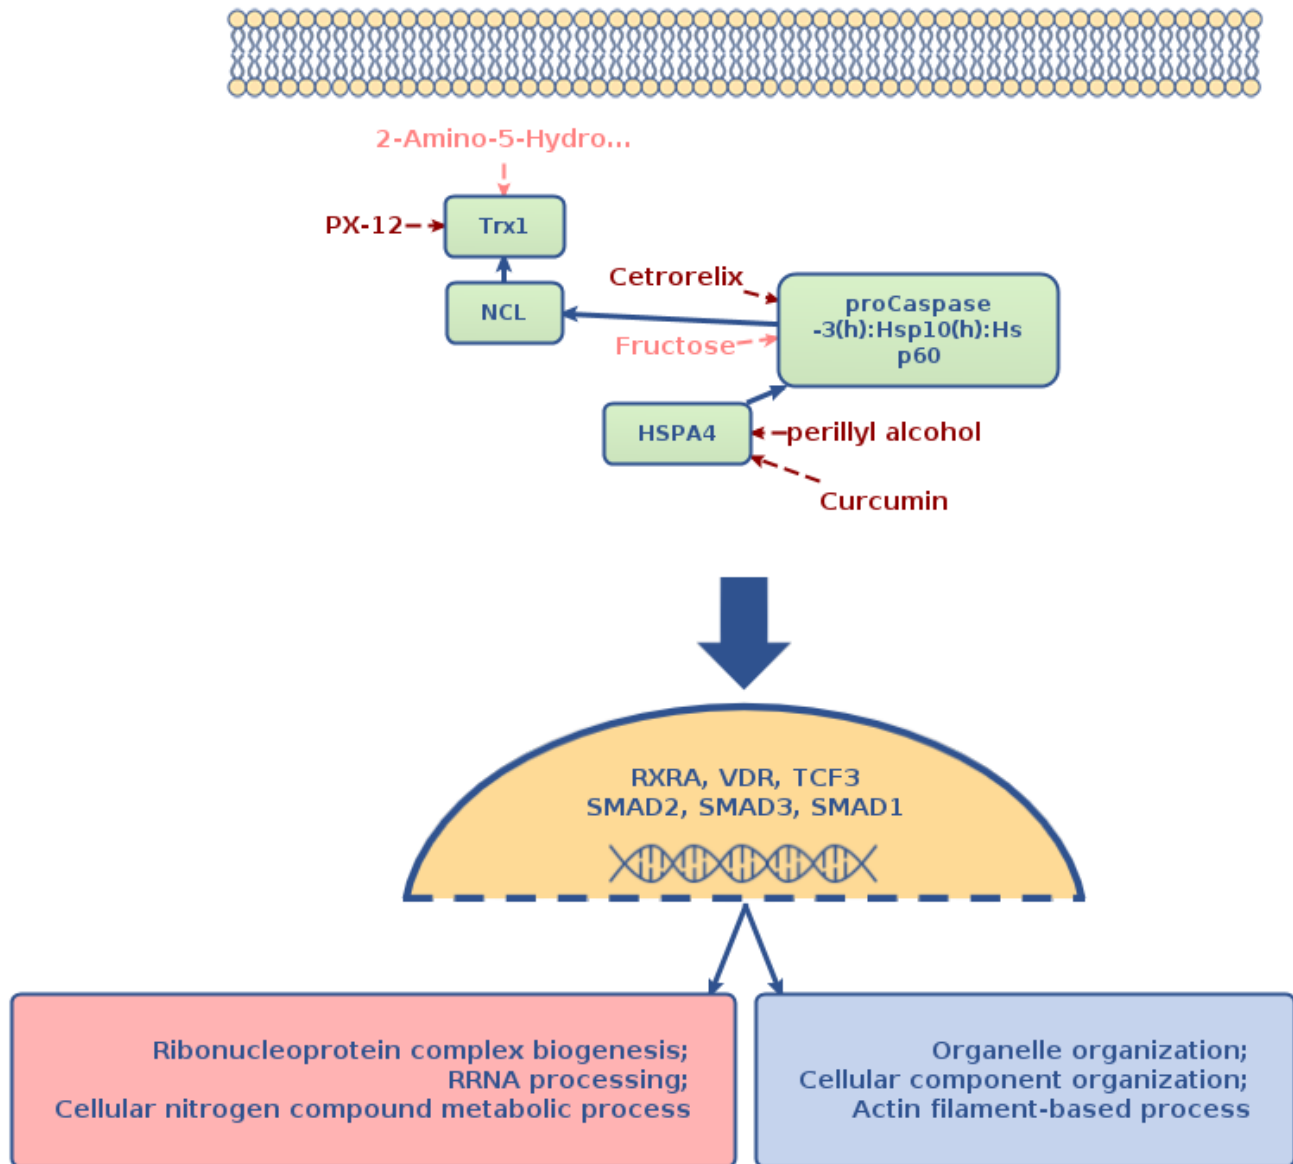 2-Amino-5-Hydro...
PX-12
Trx1
Cetrorelix
NCL
proCaspase
-3(h):Hsp10(h):Hs
p60
Fructose
HSPA4
perillyl alcohol
Curcumin
RXRA, VDR, TCF3
SMAD2, SMAD3, SMAD1
Ribonucleoprotein complex biogenesis;
RRNA processing;
Cellular nitrogen compound metabolic process
Organelle organization;
Cellular component organization;
Actin filament-based process